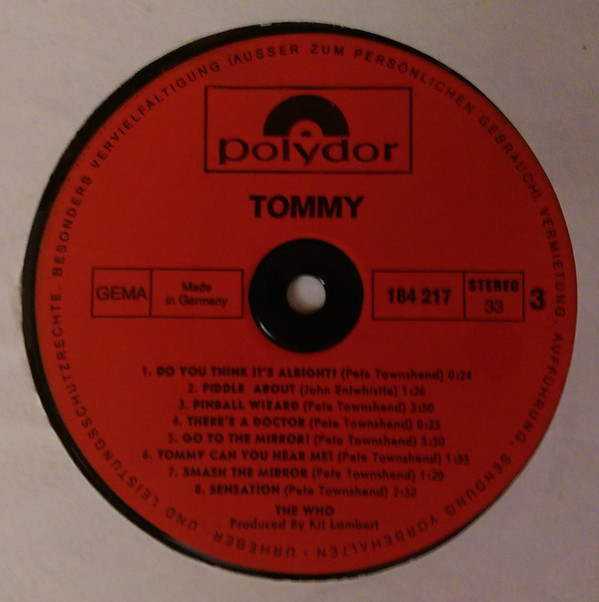 URHEBER- UND LEISTUNGSSCHUTZRECHTE, BESONDERS VERVIELFÄLTIGUNG (AUSSER ZUM PERSÖNLICHEN GEBRAUCH), VERMIETUNG, AUFFÜHRUNG, SENDUNG VORBEHALTEN ·
polydor
TOMMY
GEMA
Made
in Germany
184 217
STEREO
33
3
1. DO YOU THINK IT'S ALRIGHT! (Pete Townshend) 0:24
2. FIDDLE ABOUT (John Entwhistle) 1:26
3. PINBALL WIZARD (Pete Townshend) 3:50
4. THERE'S A DOCTOR (Pete Townshend) 0:25
5. GO TO THE MIRROR! (Pete Townshend) 3:50
6. TOMMY CAN YOU HEAR ME! (Pete Townshend) 1:35
7. SMASH THE MIRROR (Pete Townshend) 1:20
8. SENSATION (Pete Townshend) 2:32
THE WHO
Produced By Kit Lambert